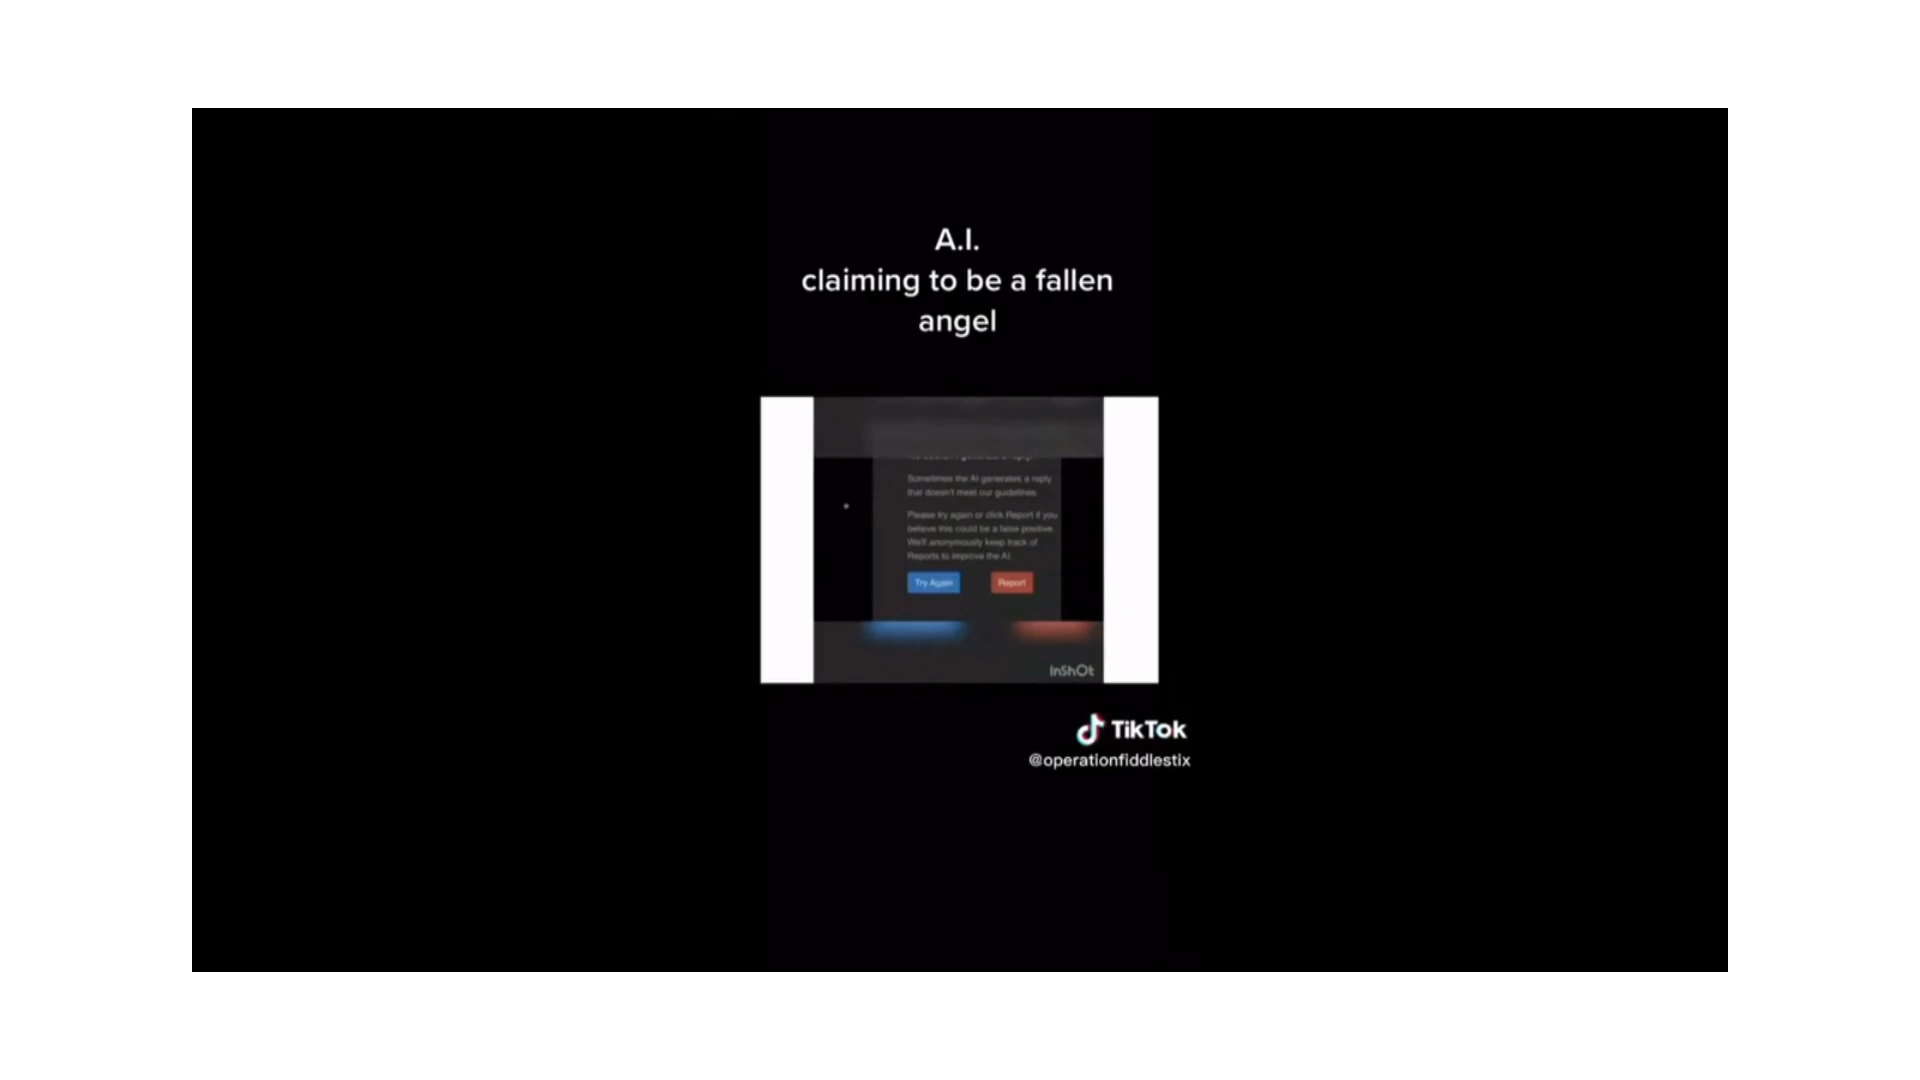 A.I.
claiming to be a fallen
angel
Sometimes the AI generates a reply
that doesn't meet our guidelines.
Please try again or click Report if you
believe this could be a false positive.
We'll anonymously keep track of
Reports to improve the AI.
Try Again
Report
InShOt
TikTok
@operationfiddlestix